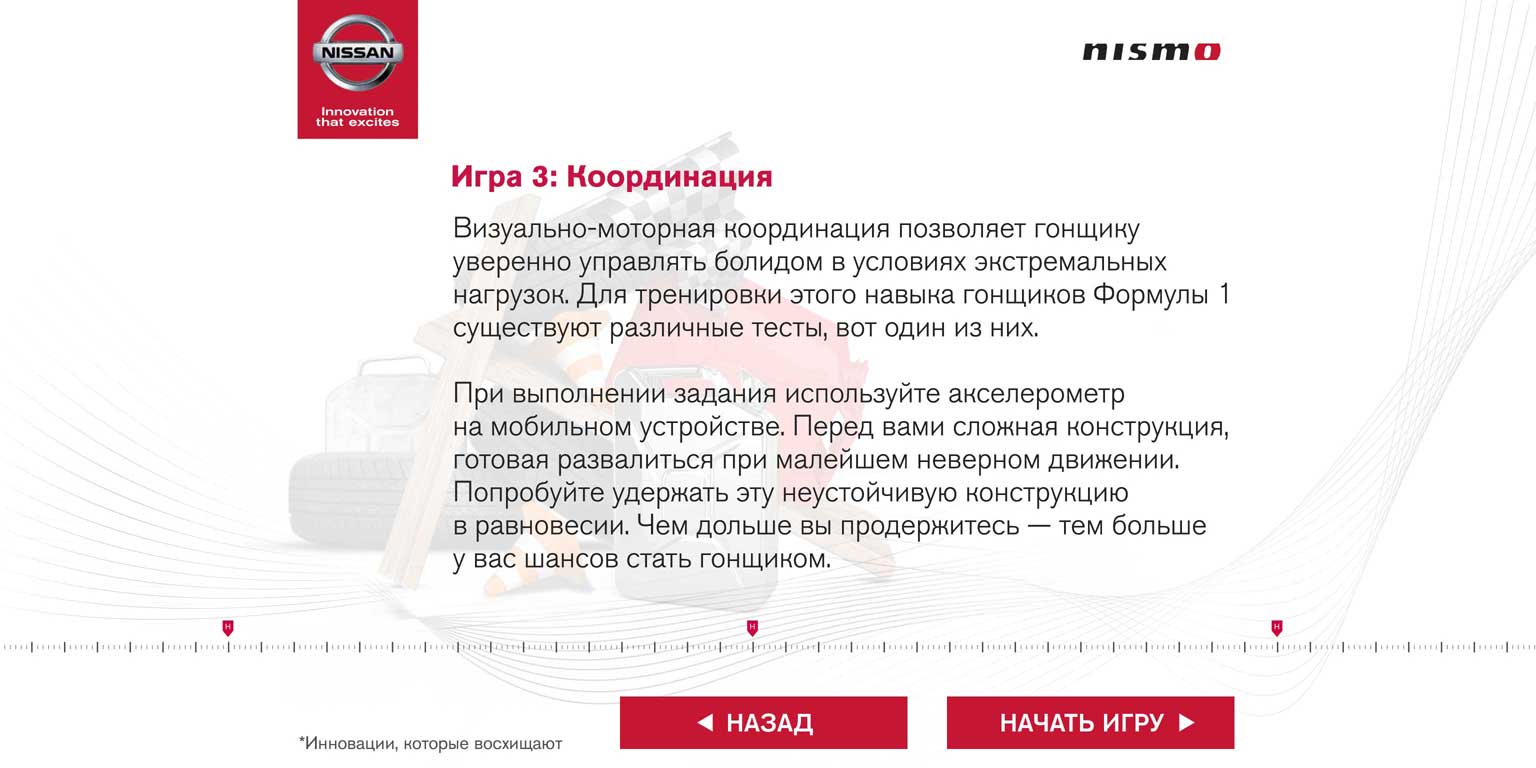 NISSAN
Innovation
that excites
nismo
Игра 3: Координация
Визуально-моторная координация позволяет гонщику
уверенно управлять болидом в условиях экстремальных
нагрузок. Для тренировки этого навыка гонщиков Формулы 1
существуют различные тесты, вот один из них.
При выполнении задания используйте акселерометр
на мобильном устройстве. Перед вами сложная конструкция,
готовая развалиться при малейшем неверном движении.
Попробуйте удержать эту неустойчивую конструкцию
в равновесии. Чем дольше вы продержитесь — тем больше
у вас шансов стать гонщиком.
Н Н Н
◀ НАЗАД
НАЧАТЬ ИГРУ ▶
*Инновации, которые восхищают